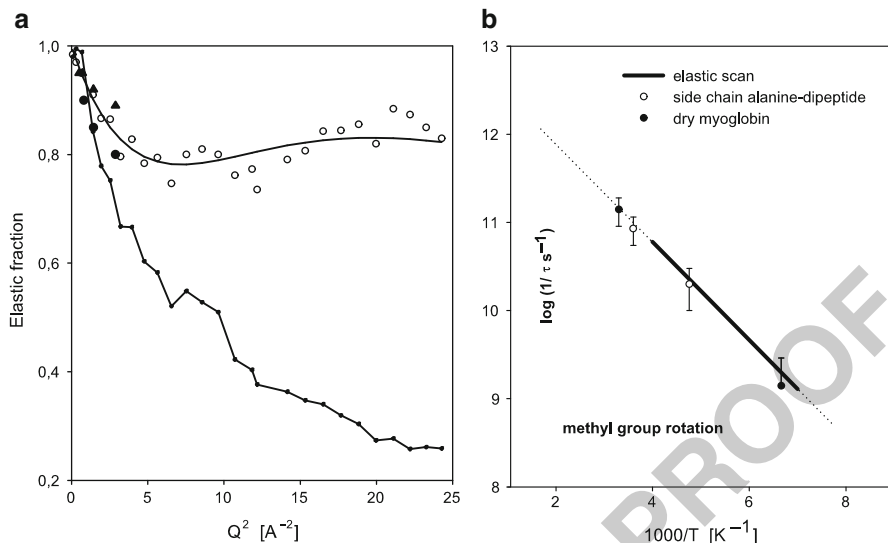 a
1,0
0,8
0,6
0,4
0,2
Elastic fraction
0
5
10
15
20
25
Q² [A⁻²]
b
13
12
11
10
9
8
log (1/ τ s⁻¹)
elastic scan
side chain alanine-dipeptide
dry myoglobin
methyl group rotation
2
4
6
8
1000/T [K⁻¹]
PROOF